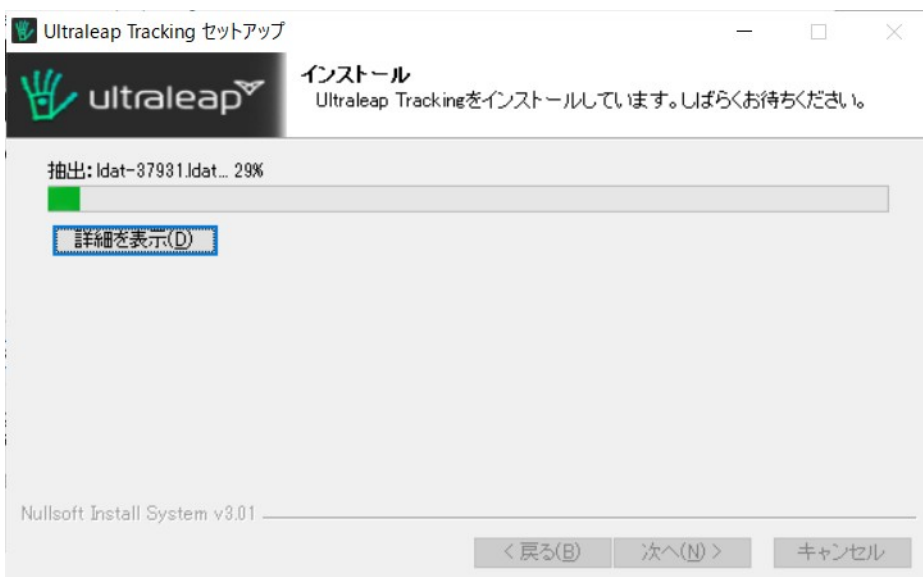 Ultraleap Tracking セットアップ
ultraleap
インストール
Ultraleap Trackingをインストールしています。しばらくお待ちください。
抽出: ldat-37931.ldat... 29%
詳細を表示(D)
Nullsoft Install System v3.01
< 戻る(B)
次へ(N) >
キャンセル